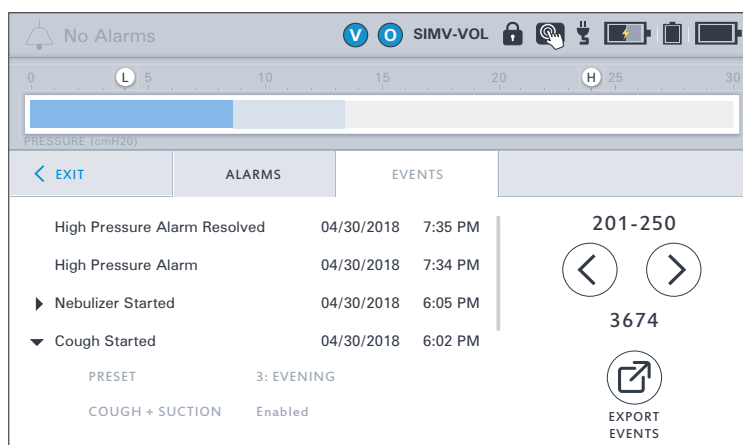 No Alarms V O SIMV-VOL
0 L 5 10 15 20 H 25 30
PRESSURE (cmH20)
EXIT ALARMS EVENTS
High Pressure Alarm Resolved 04/30/2018 7:35 PM
High Pressure Alarm 04/30/2018 7:34 PM
Nebulizer Started 04/30/2018 6:05 PM
Cough Started 04/30/2018 6:02 PM
PRESET 3: EVENING
COUGH + SUCTION Enabled
201-250
3674
EXPORT
EVENTS